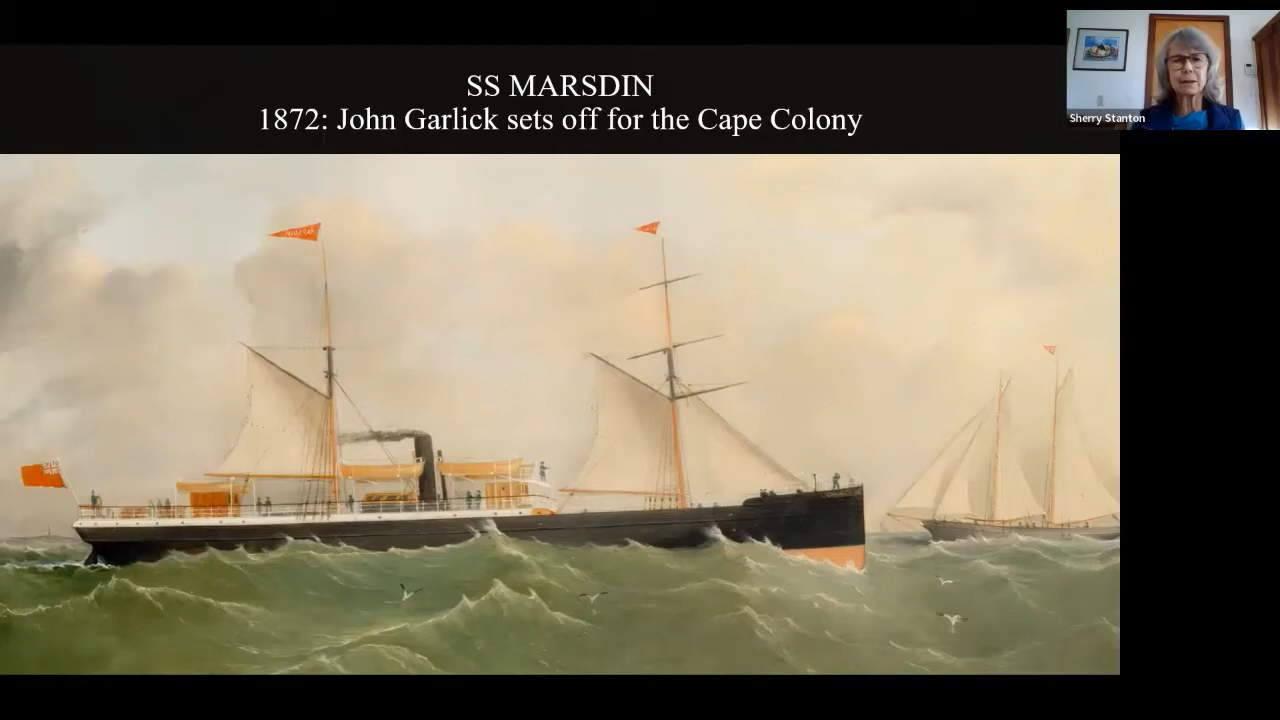 SS MARSDIN
1872: John Garlick sets off for the Cape Colony
Sherry Stanton